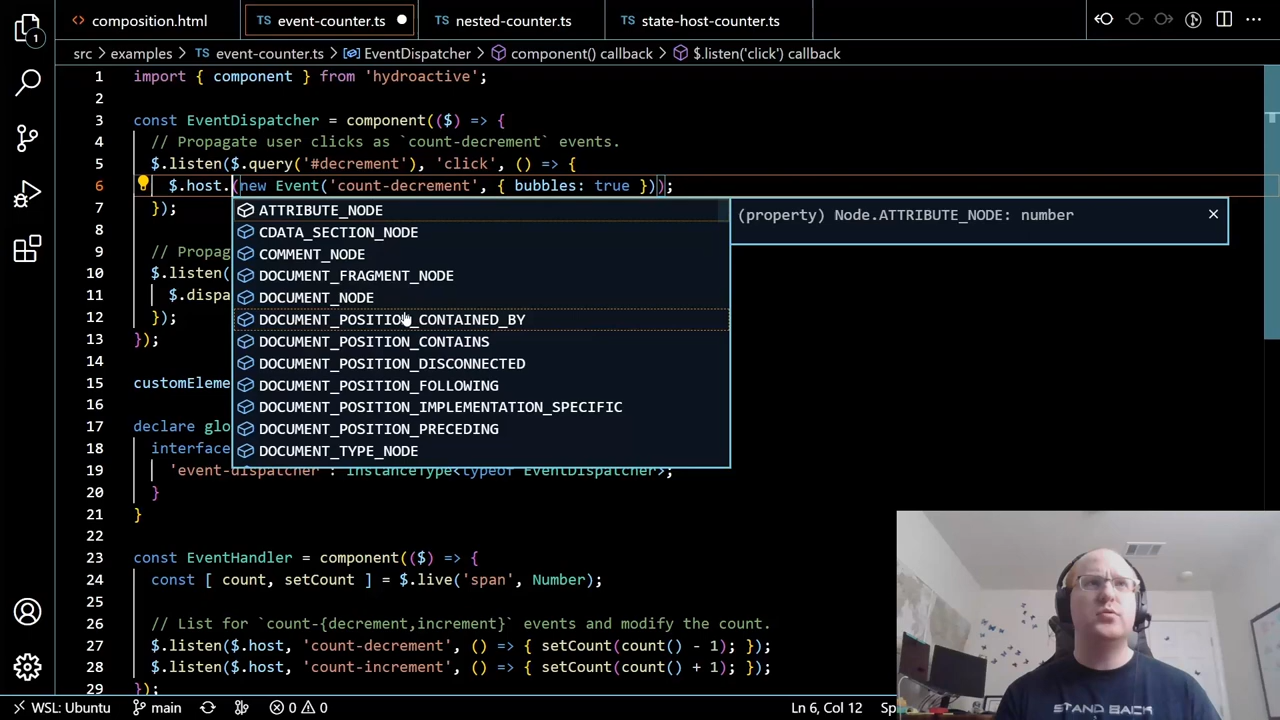 composition.html
TS event-counter.ts
TS nested-counter.ts
TS state-host-counter.ts
1
src examples TS event-counter.ts EventDispatcher component() callback $.listen('click') callback
1 import { component } from 'hydroactive';
2
3 const EventDispatcher = component(($) => {
4 // Propagate user clicks as `count-decrement` events.
5 $.listen($.query('#decrement'), 'click', () => {
6 $.host.(new Event('count-decrement', { bubbles: true }));
7 });
8
9 // Propag
10 $.listen(
11 $.dispa
12 });
13 });
14
15 customEleme
16
17 declare glo
18 interface
19 'event-dispatcher': InstanceType<typeof EventDispatcher>;
20 }
21 }
22
23 const EventHandler = component(($) => {
24 const [ count, setCount ] = $.live('span', Number);
25
26 // List for `count-{decrement,increment}` events and modify the count.
27 $.listen($.host, 'count-decrement', () => { setCount(count() - 1); });
28 $.listen($.host, 'count-increment', () => { setCount(count() + 1); });
29 });
ATTRIBUTE_NODE
CDATA_SECTION_NODE
COMMENT_NODE
DOCUMENT_FRAGMENT_NODE
DOCUMENT_NODE
DOCUMENT_POSITION_CONTAINED_BY
DOCUMENT_POSITION_CONTAINS
DOCUMENT_POSITION_DISCONNECTED
DOCUMENT_POSITION_FOLLOWING
DOCUMENT_POSITION_IMPLEMENTATION_SPECIFIC
DOCUMENT_POSITION_PRECEDING
DOCUMENT_TYPE_NODE
(property) Node.ATTRIBUTE_NODE: number
STAND BACK
WSL: Ubuntu main 0 0 Ln 6, Col 12 Sp